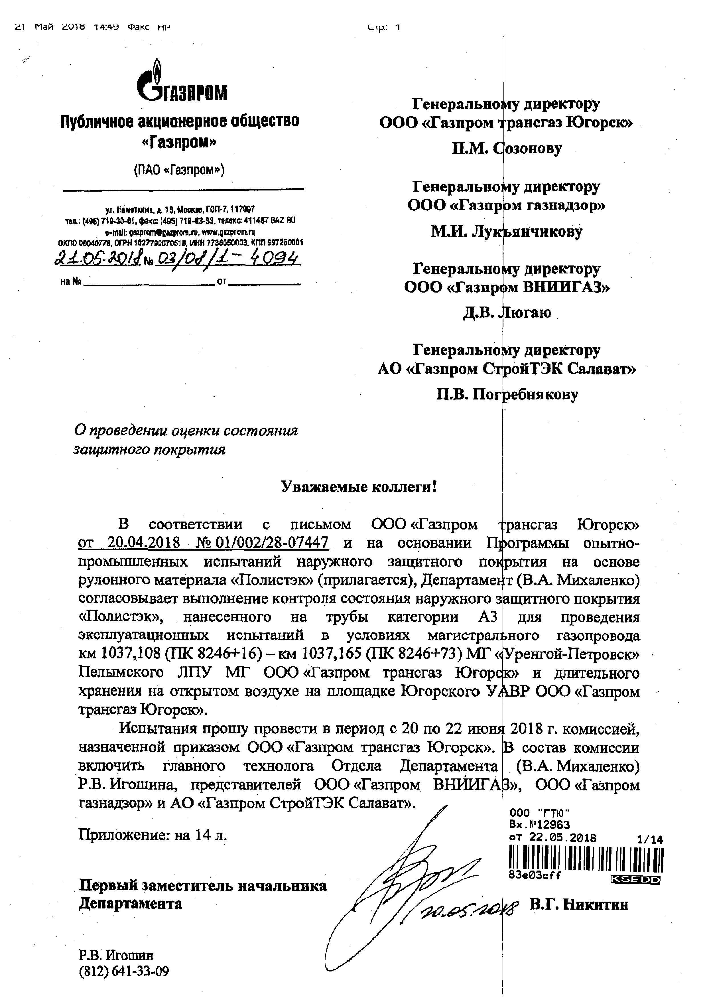 21 Май 2018 14:49 Факс HP Стр.: 1
ГАЗПРОМ
Публичное акционерное общество
«Газпром»
(ПАО «Газпром»)
ул. Наметкина, д. 16, Москва, ГСП-7, 117997
тел.: (495) 719-30-01, факс: (495) 719-83-33, телекс: 411467 GAZ RU
e-mail: gazprom@gazprom.ru, www.gazprom.ru
ОКПО 00040778, ОГРН 1027700070518, ИНН 7736050003, КПП 997250001
21.05.2018 № 03/08/1-4094
на № от
Генеральному директору
ООО «Газпром трансгаз Югорск»
П.М. Созонову
Генеральному директору
ООО «Газпром газнадзор»
М.И. Лукьянчикову
Генеральному директору
ООО «Газпром ВНИИГАЗ»
Д.В. Люгаю
Генеральному директору
АО «Газпром СтройТЭК Салават»
П.В. Погребнякову
О проведении оценки состояния
защитного покрытия
Уважаемые коллеги!
В соответствии с письмом ООО «Газпром трансгаз Югорск»
от 20.04.2018 № 01/002/28-07447 и на основании Программы опытно-
промышленных испытаний наружного защитного покрытия на основе
рулонного материала «Полистэк» (прилагается), Департамент (В.А. Михаленко)
согласовывает выполнение контроля состояния наружного защитного покрытия
«Полистэк», нанесенного на трубы категории А3 для проведения
эксплуатационных испытаний в условиях магистрального газопровода
км 1037,108 (ПК 8246+16) – км 1037,165 (ПК 8246+73) МГ «Уренгой-Петровск»
Пелымского ЛПУ МГ ООО «Газпром трансгаз Югорск» и длительного
хранения на открытом воздухе на площадке Югорского УАВР ООО «Газпром
трансгаз Югорск».
Испытания прошу провести в период с 20 по 22 июня 2018 г. комиссией,
назначенной приказом ООО «Газпром трансгаз Югорск». В состав комиссии
включить главного технолога Отдела Департамента (В.А. Михаленко)
Р.В. Игошина, представителей ООО «Газпром ВНИИГАЗ», ООО «Газпром
газнадзор» и АО «Газпром СтройТЭК Салават».
Приложение: на 14 л.
ООО "ГТЮ"
Вх.№12963
от 22.05.2018 1/14
83e03cff KSEDD
Первый заместитель начальника
Департамента
20.05.2018 В.Г. Никитин
Р.В. Игошин
(812) 641-33-09